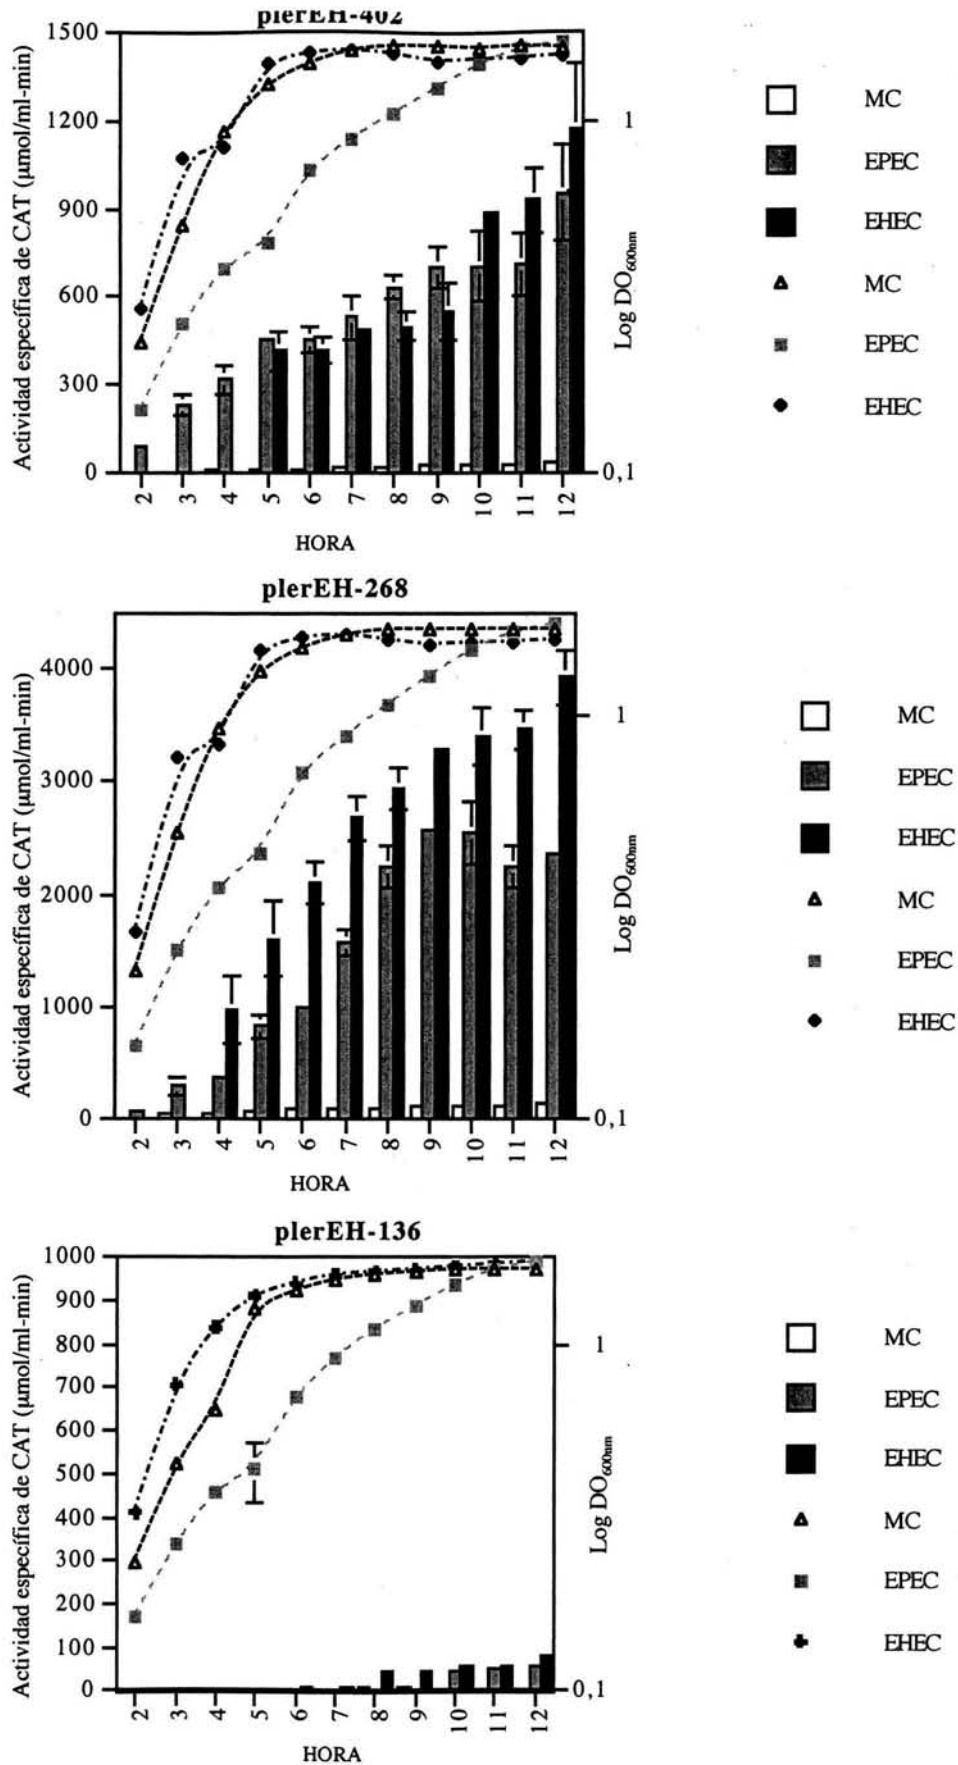 plerEH-402
Actividad específica de CAT (μmol/ml-min)
1500
1200
900
600
300
0
1
0,1
Log DO600nm
2 3 4 5 6 7 8 9 10 11 12
HORA
MC
EPEC
EHEC
MC
EPEC
EHEC
plerEH-268
Actividad específica de CAT (μmol/ml-min)
4000
3000
2000
1000
0
1
0,1
Log DO600nm
2 3 4 5 6 7 8 9 10 11 12
HORA
MC
EPEC
EHEC
MC
EPEC
EHEC
plerEH-136
Actividad específica de CAT (μmol/ml-min)
1000
900
800
700
600
500
400
300
200
100
0
1
0,1
Log DO600nm
2 3 4 5 6 7 8 9 10 11 12
HORA
MC
EPEC
EHEC
MC
EPEC
EHEC